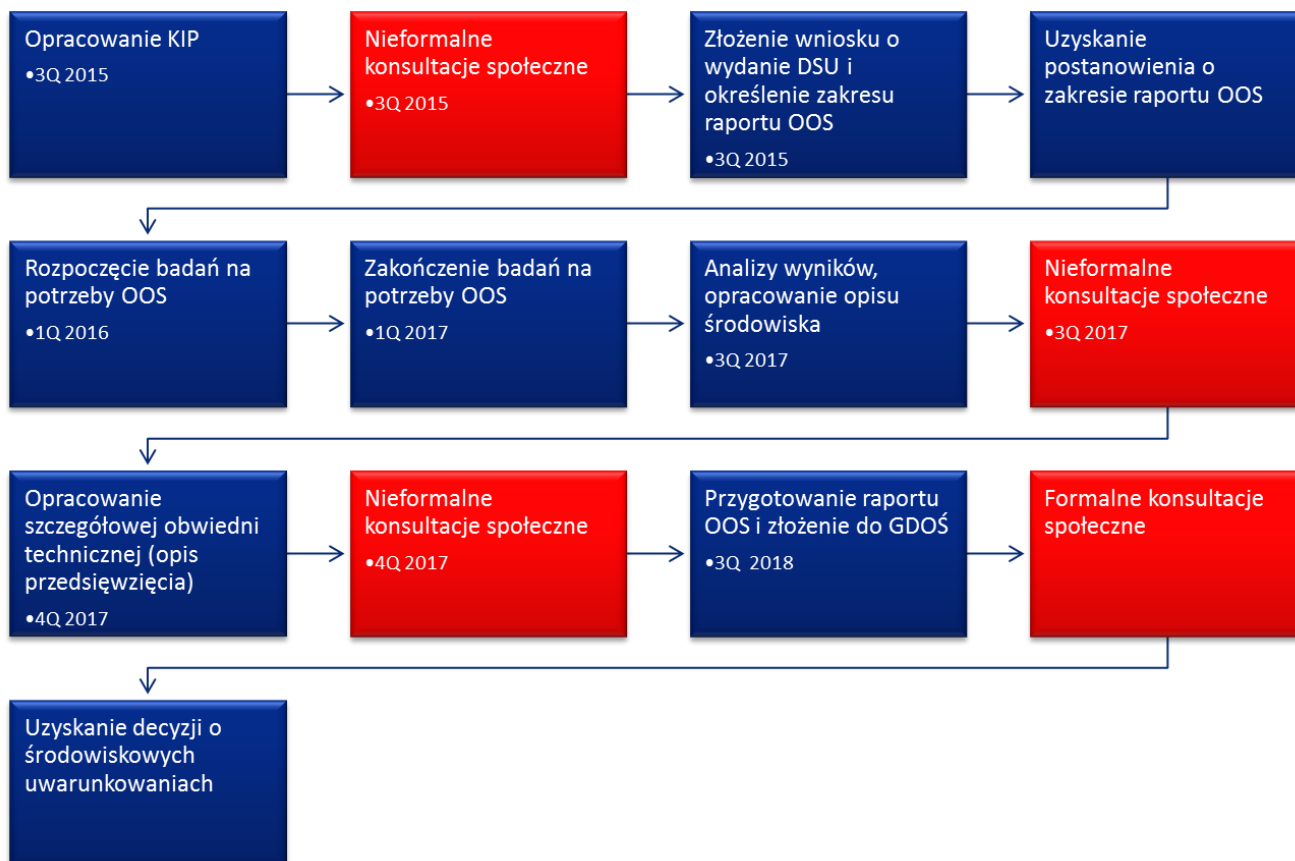 Opracowanie KIP
•3Q 2015
Nieformalne
konsultacje społeczne
•3Q 2015
Złożenie wniosku o
wydanie DSU i
określenie zakresu
raportu OOS
•3Q 2015
Uzyskanie
postanowienia o
zakresie raportu OOS
Rozpoczęcie badań na
potrzeby OOS
•1Q 2016
Zakończenie badań na
potrzeby OOS
•1Q 2017
Analizy wyników,
opracowanie opisu
środowiska
•3Q 2017
Nieformalne
konsultacje społeczne
•3Q 2017
Opracowanie
szczegółowej obwiedni
technicznej (opis
przedsięwzięcia)
•4Q 2017
Nieformalne
konsultacje społeczne
•4Q 2017
Przygotowanie raportu
OOS i złożenie do GDOŚ
•3Q 2018
Formalne konsultacje
społeczne
Uzyskanie decyzji o
środowiskowych
uwarunkowaniach